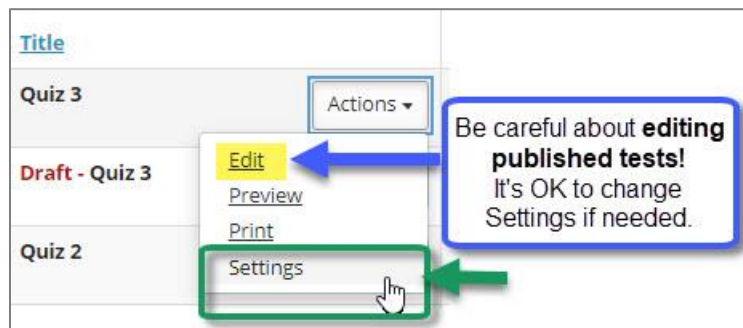 Title
Quiz 3
Actions
Draft - Quiz 3
Quiz 2
Edit
Preview
Print
Settings
Be careful about editing
published tests!
It's OK to change
Settings if needed.